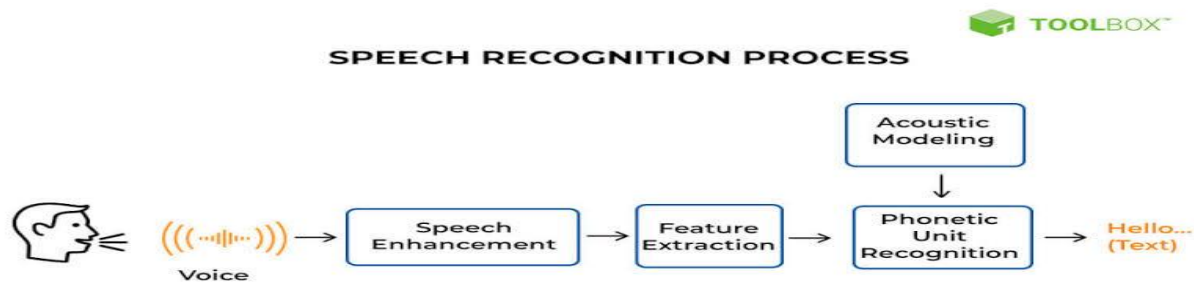 TOOLBOX™
SPEECH RECOGNITION PROCESS
Acoustic
Modeling
Speech
Enhancement
Feature
Extraction
Phonetic
Unit
Recognition
Hello...
(Text)
Voice